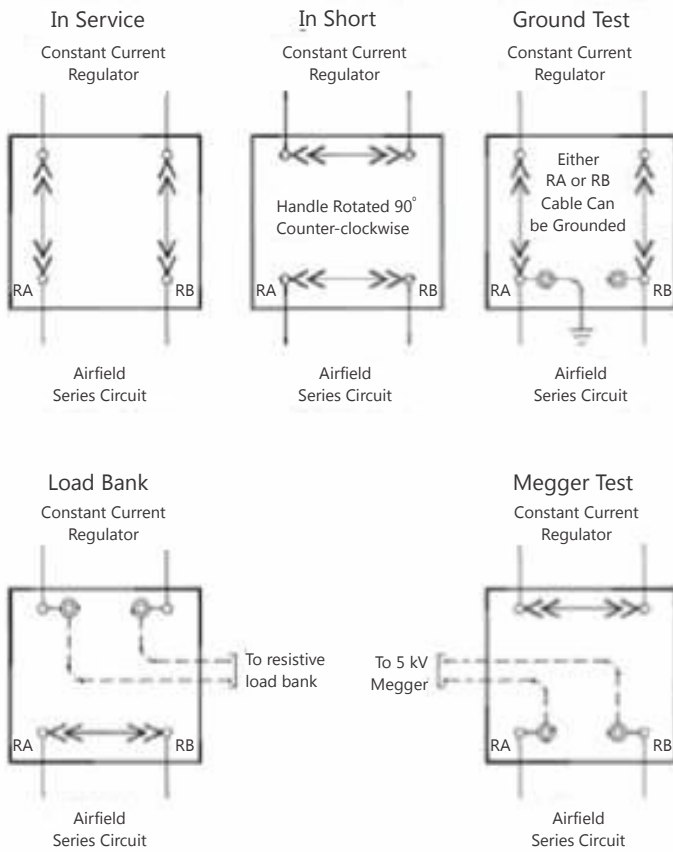 In Service
Constant Current
Regulator
RA
RB
Airfield
Series Circuit
In Short
Constant Current
Regulator
Handle Rotated 90°
Counter-clockwise
RA
RB
Airfield
Series Circuit
Ground Test
Constant Current
Regulator
Either
RA or RB
Cable Can
be Grounded
RA
RB
Airfield
Series Circuit
Load Bank
Constant Current
Regulator
To resistive
load bank
RA
RB
Airfield
Series Circuit
Megger Test
Constant Current
Regulator
To 5 kV
Megger
RA
RB
Airfield
Series Circuit